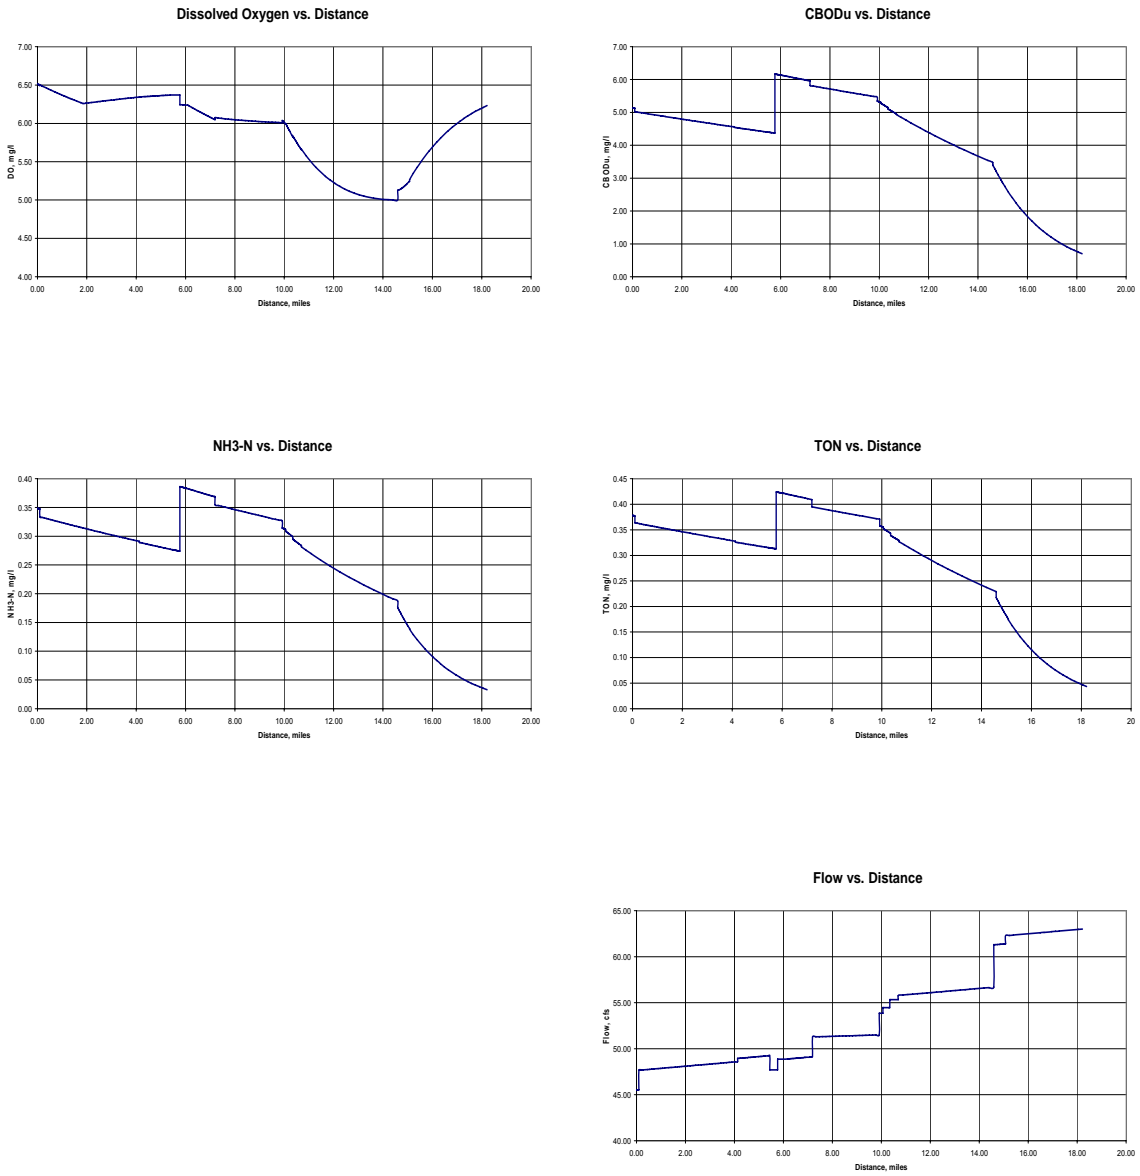 Dissolved Oxygen vs. Distance
7.00
6.50
6.00
5.50
5.00
4.50
4.00
DO, mg/l
0.00 2.00 4.00 6.00 8.00 10.00 12.00 14.00 16.00 18.00 20.00
Distance, miles
CBODu vs. Distance
7.00
6.00
5.00
4.00
3.00
2.00
1.00
0.00
CBODu, mg/l
0.00 2.00 4.00 6.00 8.00 10.00 12.00 14.00 16.00 18.00 20.00
Distance, miles
NH3-N vs. Distance
0.40
0.35
0.30
0.25
0.20
0.15
0.10
0.05
0.00
NH3-N, mg/l
0.00 2.00 4.00 6.00 8.00 10.00 12.00 14.00 16.00 18.00 20.00
Distance, miles
TON vs. Distance
0.45
0.40
0.35
0.30
0.25
0.20
0.15
0.10
0.05
0.00
TON, mg/l
0 2 4 6 8 10 12 14 16 18 20
Distance, miles
Flow vs. Distance
65.00
60.00
55.00
50.00
45.00
40.00
Flow, cfs
0.00 2.00 4.00 6.00 8.00 10.00 12.00 14.00 16.00 18.00 20.00
Distance, miles